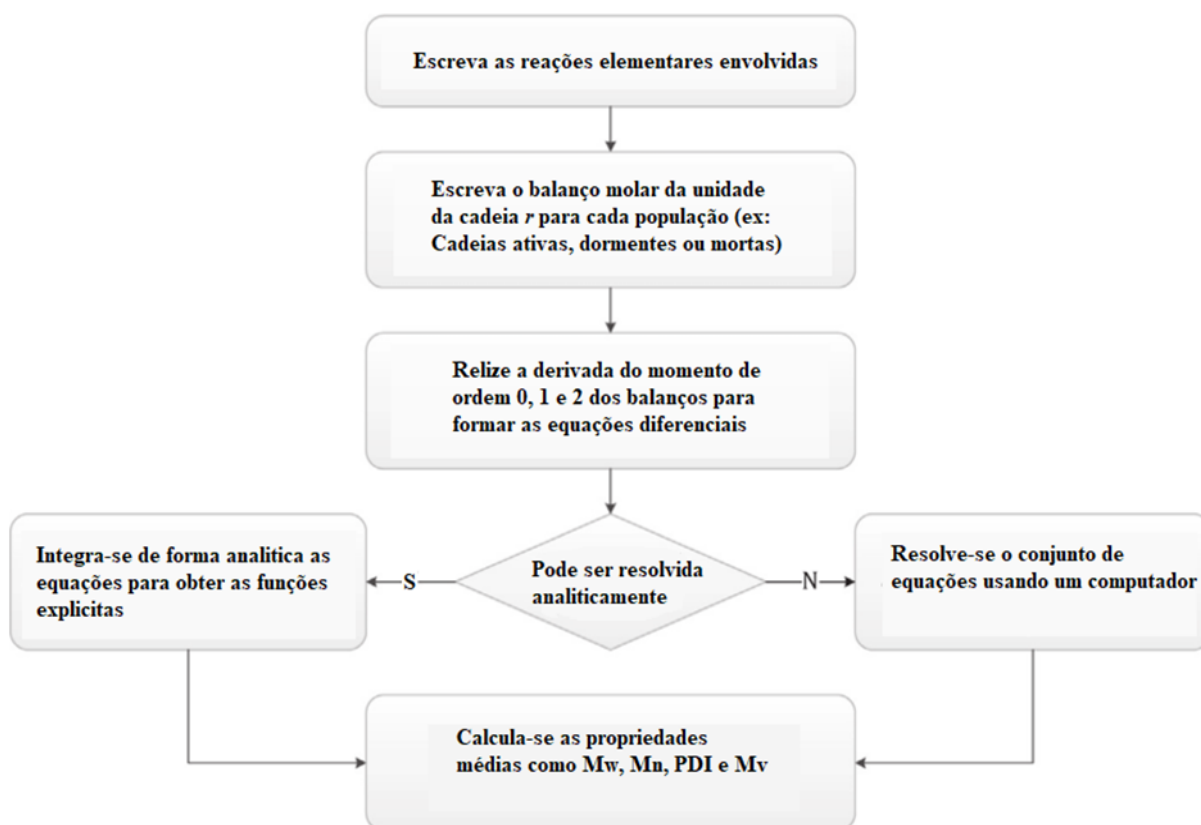 Escreva as reações elementares envolvidas
Escreva o balanço molar da unidade
da cadeia r para cada população (ex:
Cadeias ativas, dormentes ou mortas)
Relize a derivada do momento de
ordem 0, 1 e 2 dos balanços para
formar as equações diferenciais
Pode ser resolvida
analiticamente
S
N
Integra-se de forma analitica as
equações para obter as funções
explicitas
Resolve-se o conjunto de
equações usando um computador
Calcula-se as propriedades
médias como Mw, Mn, PDI e Mv